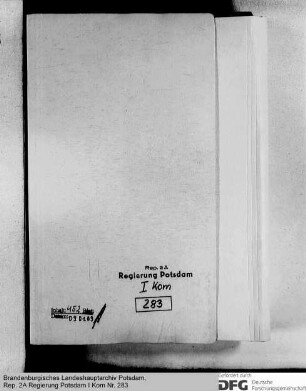 Rep. 2A
Regierung Potsdam
I Kom
283
Brandenburgisches Landeshauptarchiv Potsdam,
Rep. 2A Regierung Potsdam I Kom Nr. 283
Gefördert durch
DFG
Deutsche
Forschungsgemeinschaft